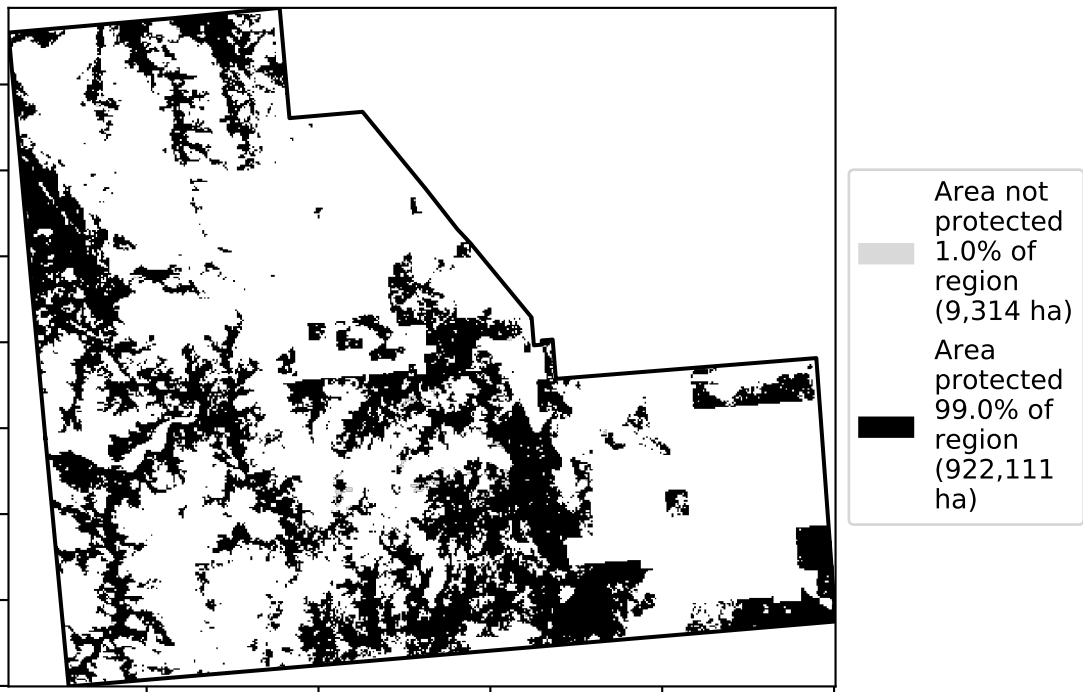 Area not
protected
1.0% of
region
(9,314 ha)
Area
protected
99.0% of
region
(922,111
ha)